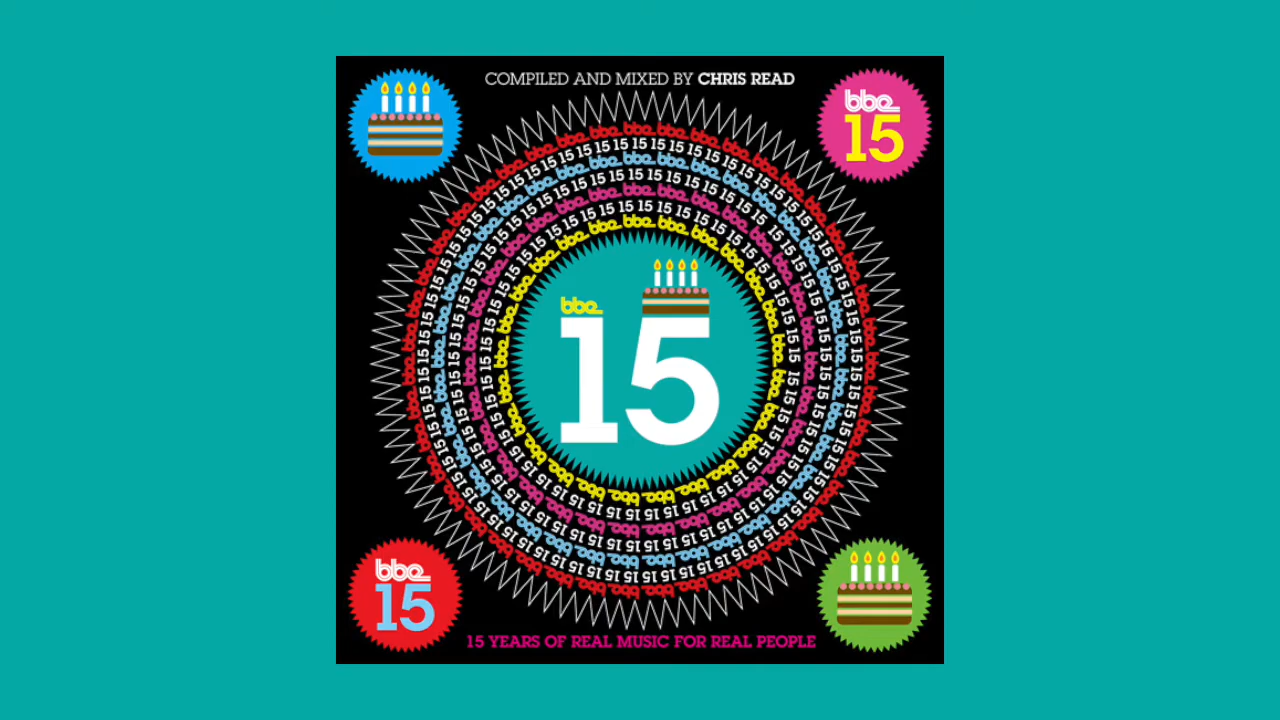 COMPILED AND MIXED BY CHRIS READ
bbe
15
bbe
15
bbe
15
15 YEARS OF REAL MUSIC FOR REAL PEOPLE